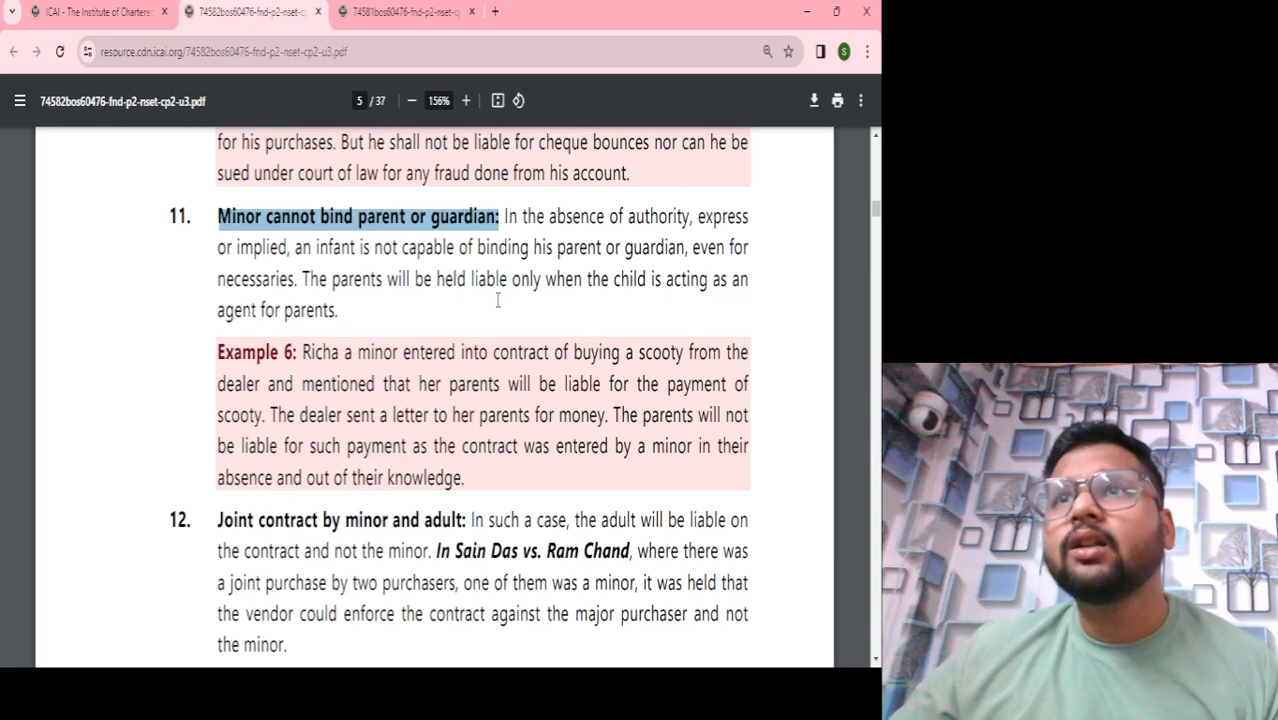 ICAI - The Institute of Chartere
74582bos60476-fnd-p2-nset-cp2-u
74581bos60476-fnd-p2-nset-cp
resource.cdn.icai.org/74582bos60476-fnd-p2-nset-cp2-u3.pdf
S
74582bos60476-fnd-p2-nset-cp2-u3.pdf
5 / 37
156%
for his purchases. But he shall not be liable for cheque bounces nor can he be
sued under court of law for any fraud done from his account.
11. Minor cannot bind parent or guardian: In the absence of authority, express
or implied, an infant is not capable of binding his parent or guardian, even for
necessaries. The parents will be held liable only when the child is acting as an
agent for parents.
Example 6: Richa a minor entered into contract of buying a scooty from the
dealer and mentioned that her parents will be liable for the payment of
scooty. The dealer sent a letter to her parents for money. The parents will not
be liable for such payment as the contract was entered by a minor in their
absence and out of their knowledge.
12. Joint contract by minor and adult: In such a case, the adult will be liable on
the contract and not the minor. In Sain Das vs. Ram Chand, where there was
a joint purchase by two purchasers, one of them was a minor, it was held that
the vendor could enforce the contract against the major purchaser and not
the minor.